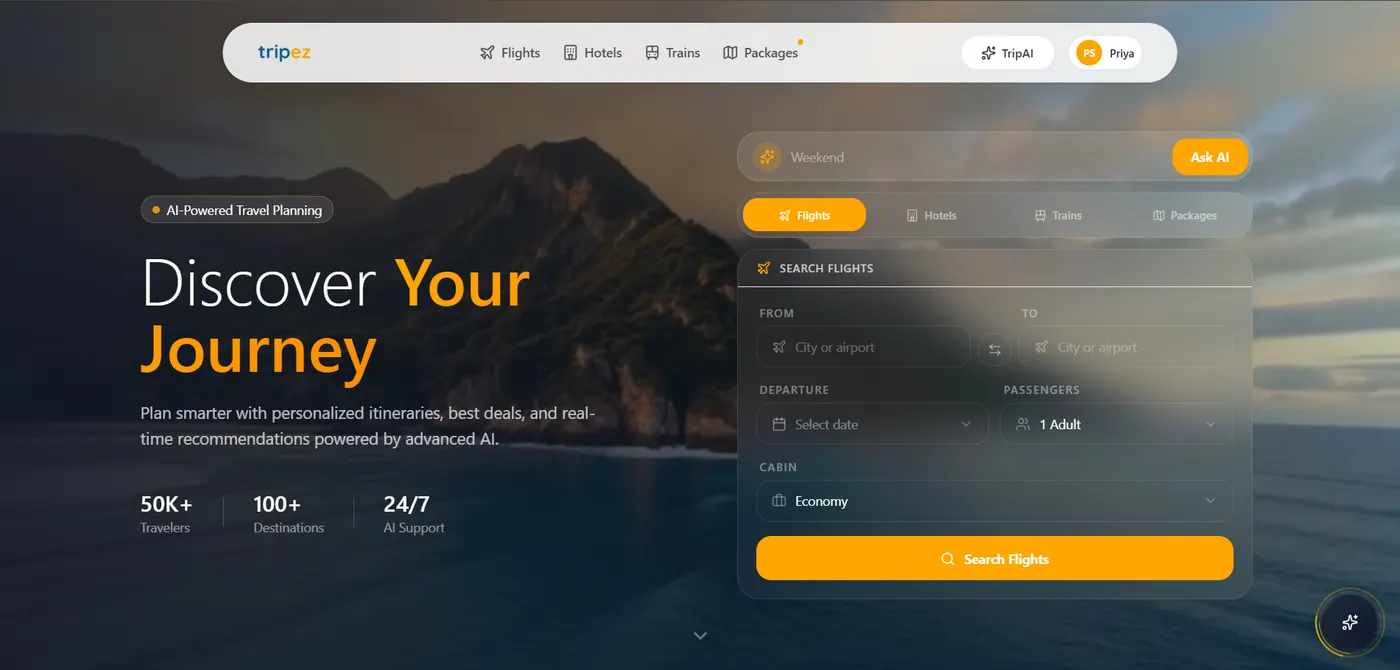 tripez
Flights
Hotels
Trains
Packages
TripAI
PS
Priya
AI-Powered Travel Planning
Discover Your
Journey
Plan smarter with personalized itineraries, best deals, and real-
time recommendations powered by advanced AI.
50K+
Travelers
100+
Destinations
24/7
AI Support
Weekend
Ask AI
Flights
Hotels
Trains
Packages
SEARCH FLIGHTS
FROM
City or airport
TO
City or airport
DEPARTURE
Select date
PASSENGERS
1 Adult
CABIN
Economy
Search Flights